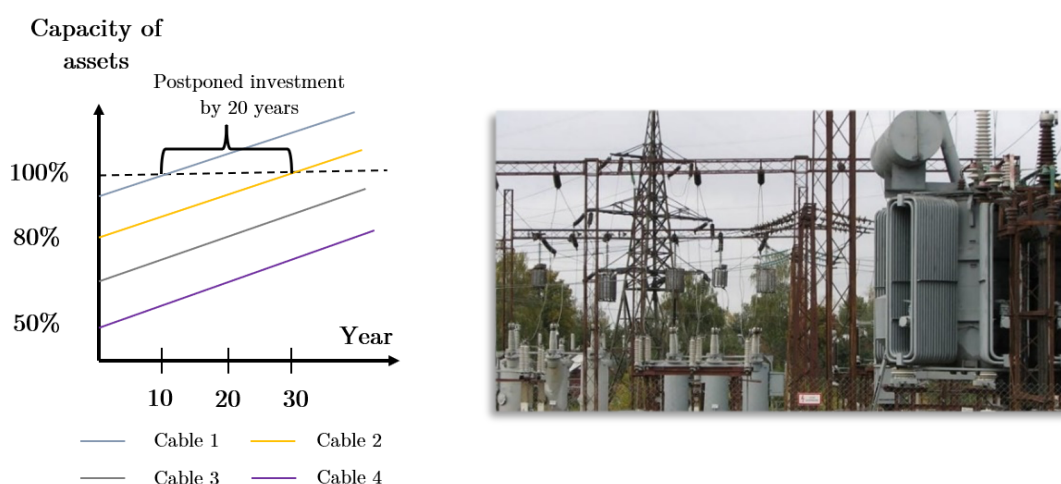 Capacity of
assets
Postponed investment
by 20 years
100%
80%
50%
Year
10 20 30
Cable 1 Cable 2
Cable 3 Cable 4